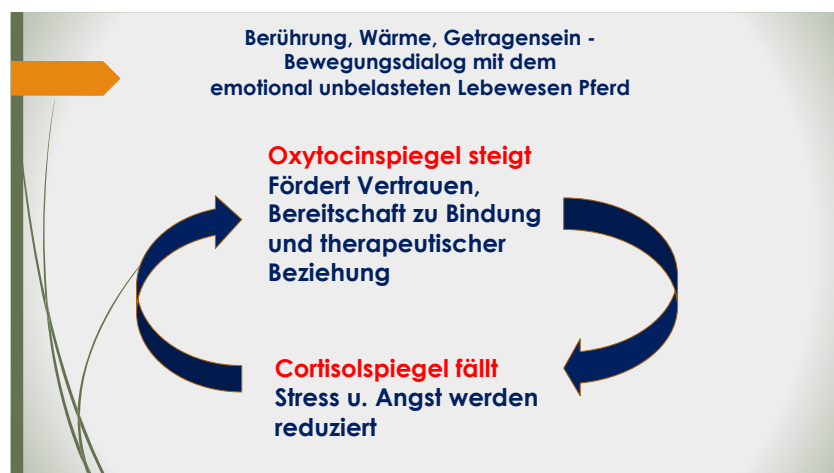 Berührung, Wärme, Getragensein -
Bewegungsdialog mit dem
emotional unbelasteten Lebewesen Pferd
Oxytocinspiegel steigt
Fördert Vertrauen,
Bereitschaft zu Bindung
und therapeutischer
Beziehung
Cortisolspiegel fällt
Stress u. Angst werden
reduziert